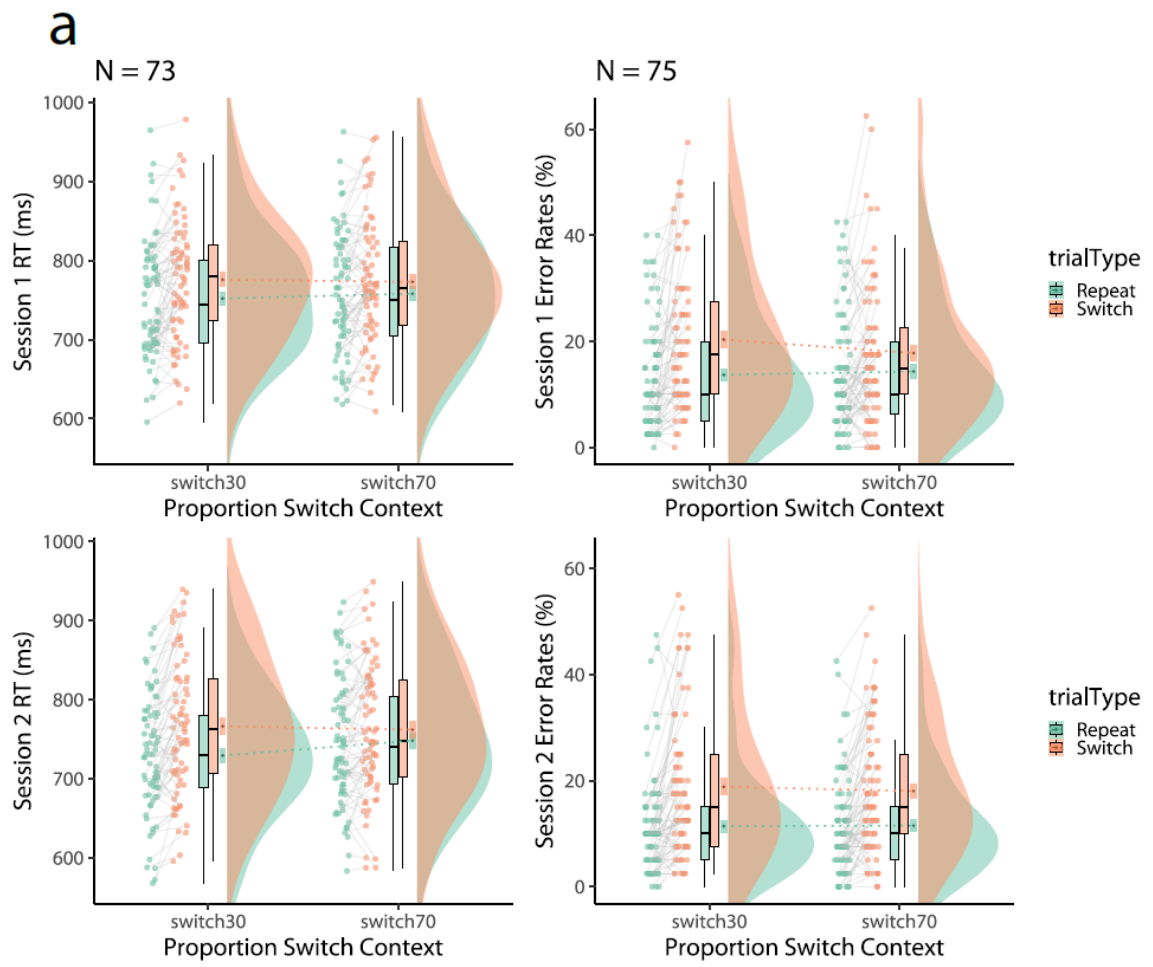 a
N = 73
N = 75
1000
900
800
700
600
Session 1 RT (ms)
switch30
switch70
Proportion Switch Context
60
40
20
0
Session 1 Error Rates (%)
switch30
switch70
Proportion Switch Context
trialType
Repeat
Switch
1000
900
800
700
600
Session 2 RT (ms)
switch30
switch70
Proportion Switch Context
60
40
20
0
Session 2 Error Rates (%)
switch30
switch70
Proportion Switch Context
trialType
Repeat
Switch